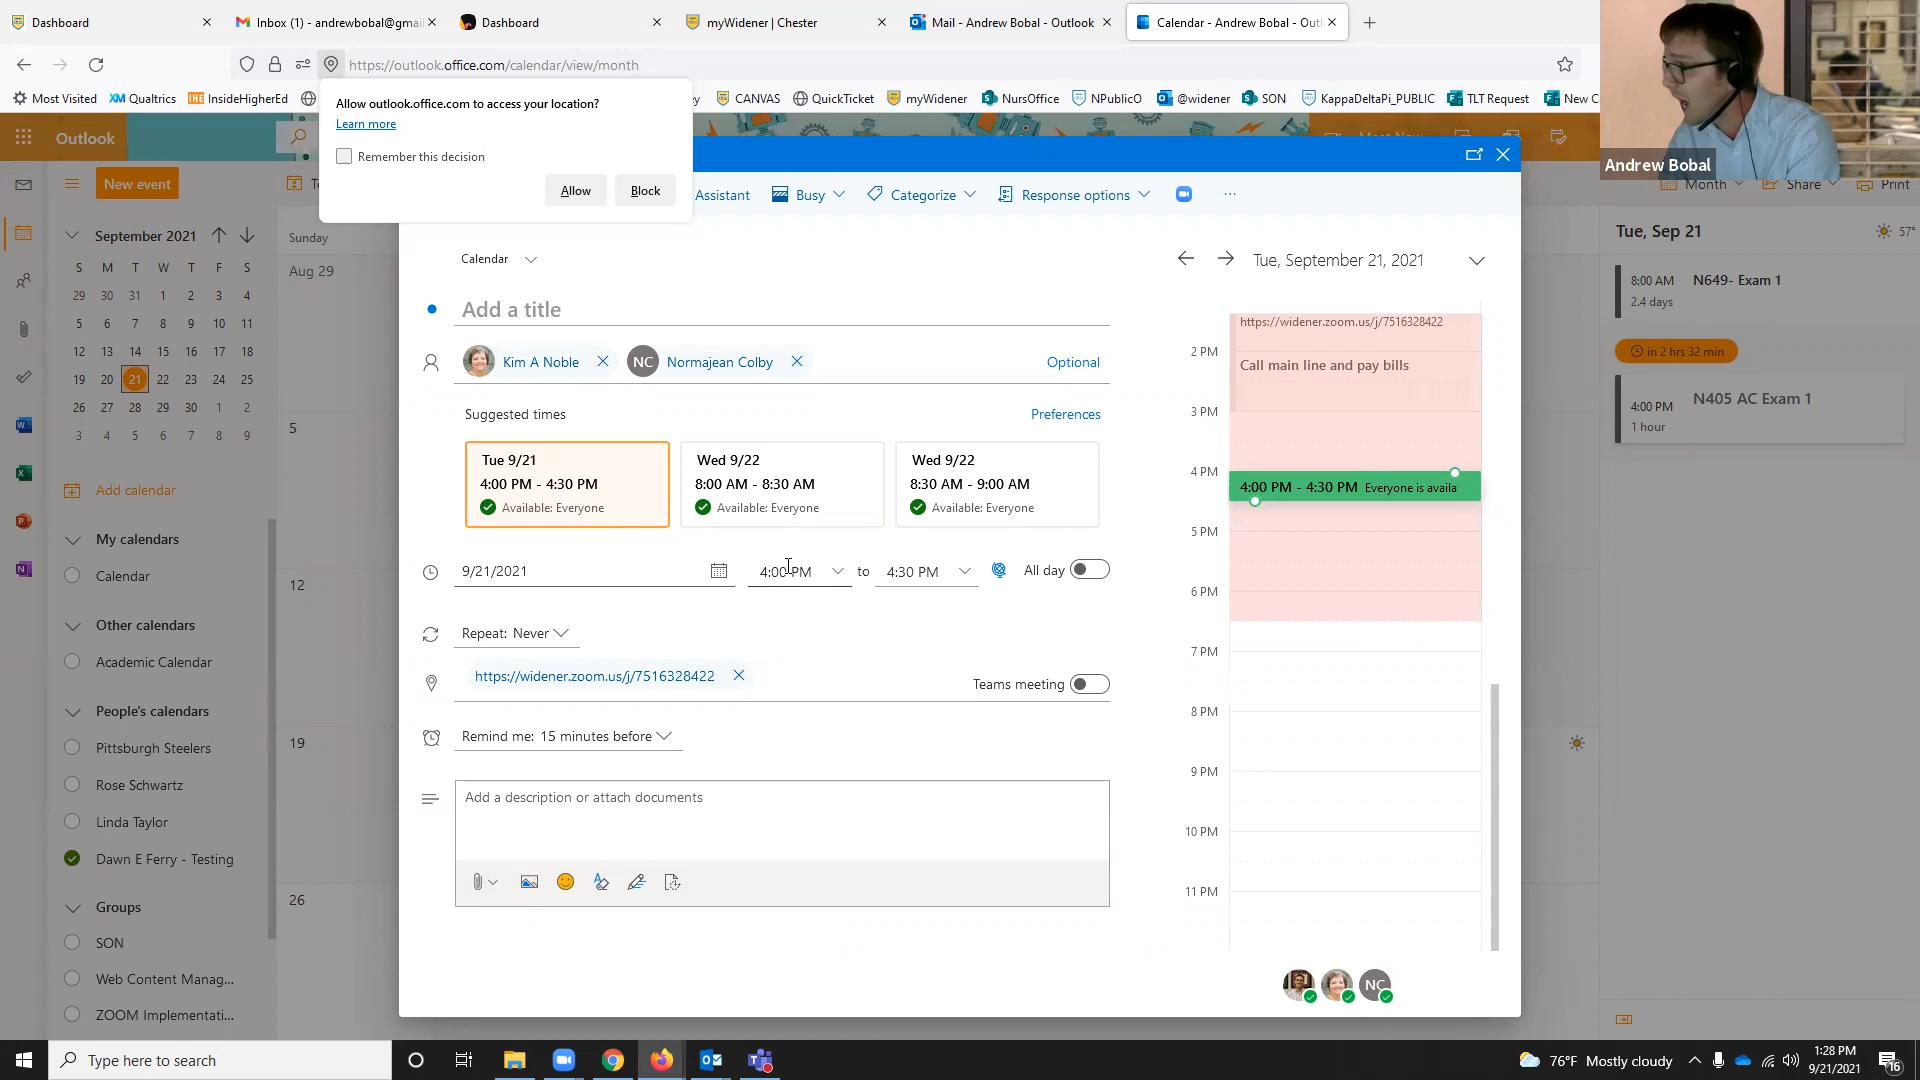 Dashboard
Inbox (1) - andrewbobal@gmai
Dashboard
myWidener | Chester
Mail - Andrew Bobal - Outlook
Calendar - Andrew Bobal - Outl
https://outlook.office.com/calendar/view/month
Most Visited
XM Qualtrics
IHE InsideHigherEd
CANVAS
QuickTicket
myWidener
NursOffice
NPublicO
@widener
SON
KappaDeltaPi_PUBLIC
TLT Request
New C
Allow outlook.office.com to access your location?
Learn more
Remember this decision
Allow
Block
Andrew Bobal
Outlook
Meet Now
New event
Month
Share
Print
Assistant
Busy
Categorize
Response options
September 2021
S M T W T F S
29 30 31 1 2 3 4
5 6 7 8 9 10 11
12 13 14 15 16 17 18
19 20 21 22 23 24 25
26 27 28 29 30 1 2
3 4 5 6 7 8 9
Add calendar
My calendars
Calendar
Other calendars
Academic Calendar
People's calendars
Pittsburgh Steelers
Rose Schwartz
Linda Taylor
Dawn E Ferry - Testing
Groups
SON
Web Content Manag...
ZOOM Implementati...
Sunday
Aug 29
5
12
19
26
Calendar
Add a title
Kim A Noble
NC Normajean Colby
Optional
Suggested times
Preferences
Tue 9/21
4:00 PM - 4:30 PM
Available: Everyone
Wed 9/22
8:00 AM - 8:30 AM
Available: Everyone
Wed 9/22
8:30 AM - 9:00 AM
Available: Everyone
9/21/2021
4:00 PM
to
4:30 PM
All day
Repeat: Never
https://widener.zoom.us/j/7516328422
Teams meeting
Remind me: 15 minutes before
Add a description or attach documents
Tue, September 21, 2021
https://widener.zoom.us/j/7516328422
2 PM
Call main line and pay bills
3 PM
4 PM
4:00 PM - 4:30 PM Everyone is availa
5 PM
6 PM
7 PM
8 PM
9 PM
10 PM
11 PM
NC
Tue, Sep 21
57°
8:00 AM N649- Exam 1
2.4 days
in 2 hrs 32 min
4:00 PM N405 AC Exam 1
1 hour
Type here to search
76°F Mostly cloudy
1:28 PM
9/21/2021
16